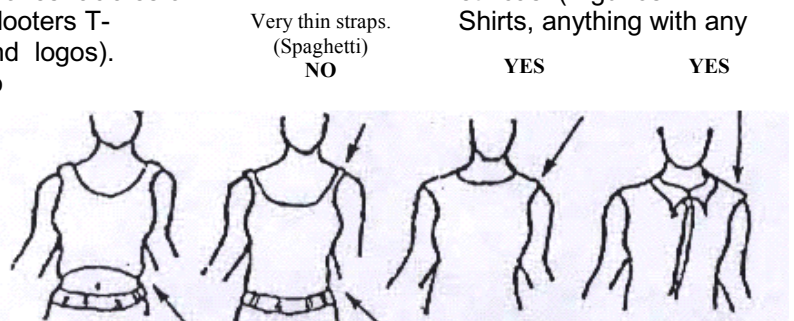 looters T-
nd logos).
Very thin straps.
(Spaghetti)
NO
Shirts, anything with any
YES
YES